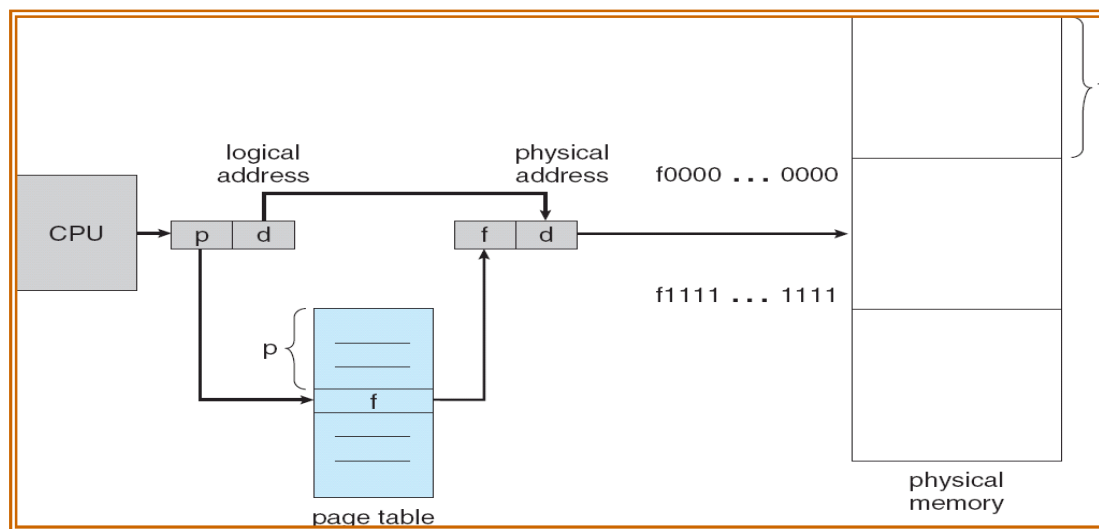 logical
address
physical
address
f0000 ... 0000
CPU
p d
f d
f1111 ... 1111
p
f
physical
memory
page table